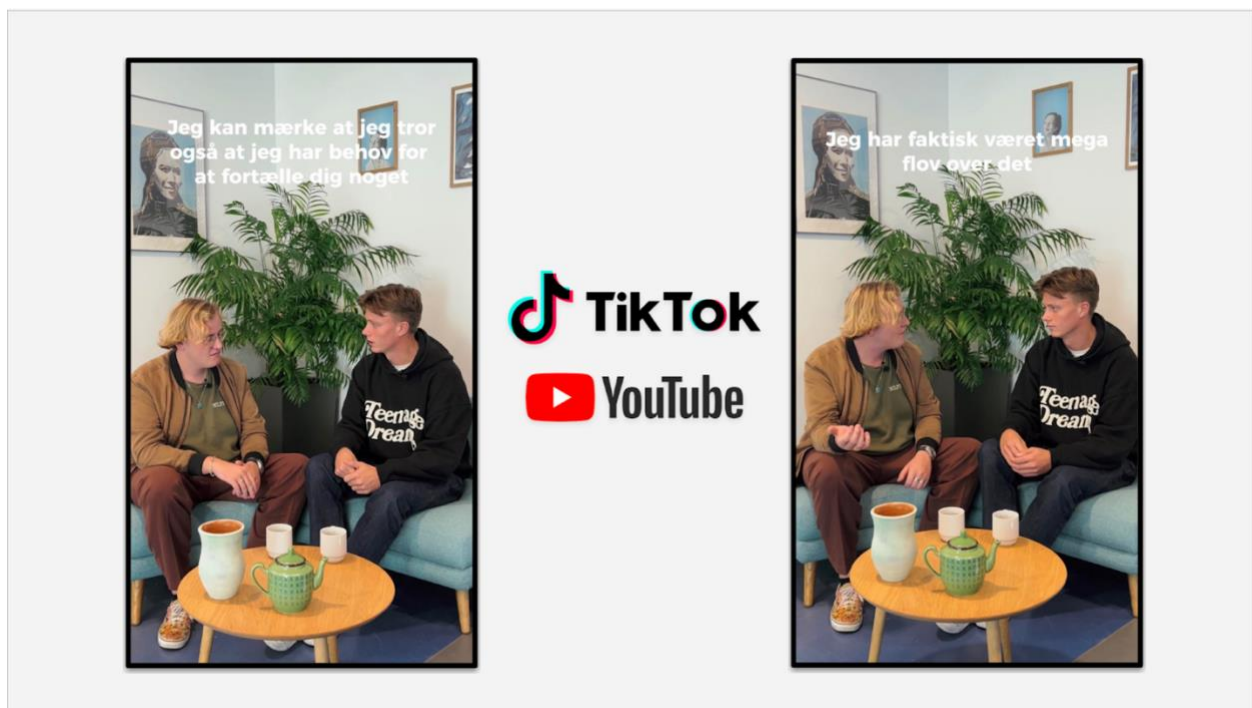 Jeg kan mærke at jeg tror
også at jeg har behov for
at fortælle dig noget
Teenage
Dream
TikTok
YouTube
Jeg har faktisk været mega
flov over det
Teenage
Dream